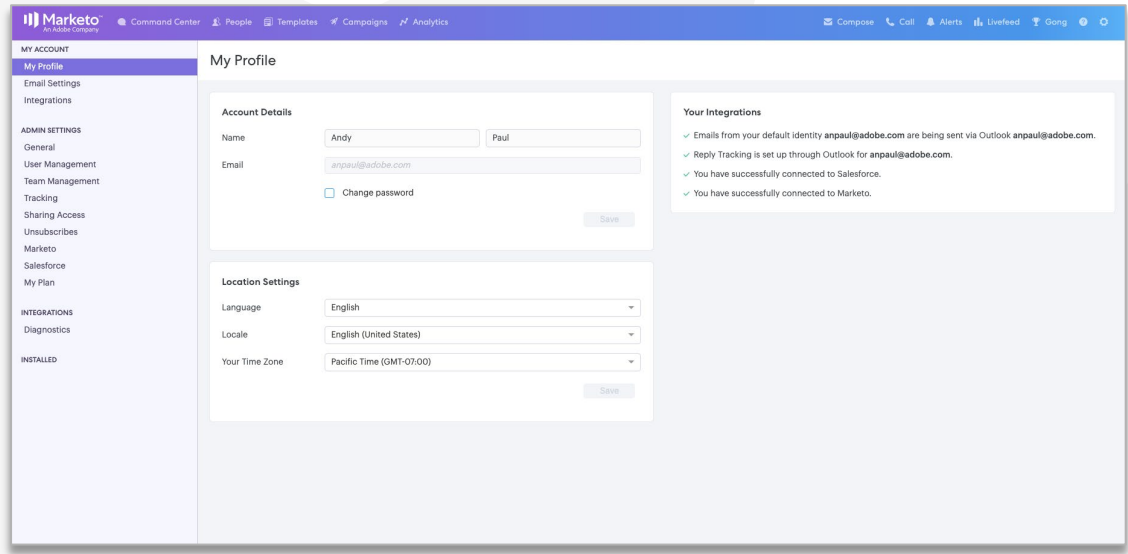 Marketo™
An Adobe Company
Command Center
People
Templates
Campaigns
Analytics
Compose
Call
Alerts
Livefeed
Gong
MY ACCOUNT
My Profile
Email Settings
Integrations
ADMIN SETTINGS
General
User Management
Team Management
Tracking
Sharing Access
Unsubscribes
Marketo
Salesforce
My Plan
INTEGRATIONS
Diagnostics
INSTALLED
My Profile
Account Details
Name
Andy
Paul
Email
anpaul@adobe.com
Change password
Save
Location Settings
Language
English
Locale
English (United States)
Your Time Zone
Pacific Time (GMT-07:00)
Save
Your Integrations
Emails from your default identity anpaul@adobe.com are being sent via Outlook anpaul@adobe.com.
Reply Tracking is set up through Outlook for anpaul@adobe.com.
You have successfully connected to Salesforce.
You have successfully connected to Marketo.